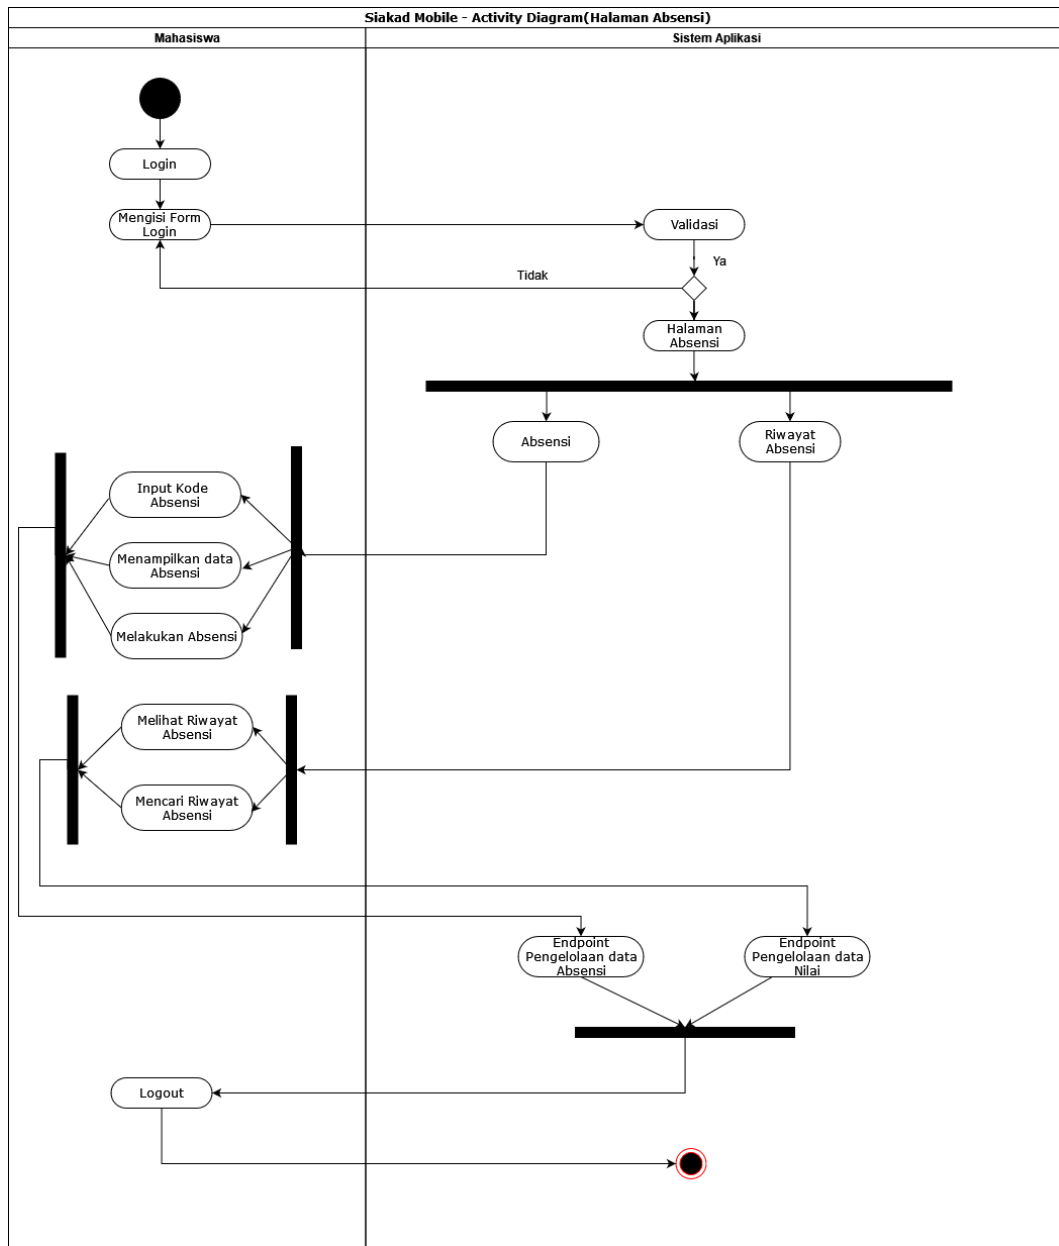 Siakad Mobile - Activity Diagram(Halaman Absensi)
Mahasiswa
Sistem Aplikasi
Login
Mengisi Form
Login
Validasi
Ya
Tidak
Halaman
Absensi
Absensi
Riwayat
Absensi
Input Kode
Absensi
Menampilkan data
Absensi
Melakukan Absensi
Melihat Riwayat
Absensi
Mencari Riwayat
Absensi
Endpoint
Pengelolaan data
Absensi
Endpoint
Pengelolaan data
Nilai
Logout